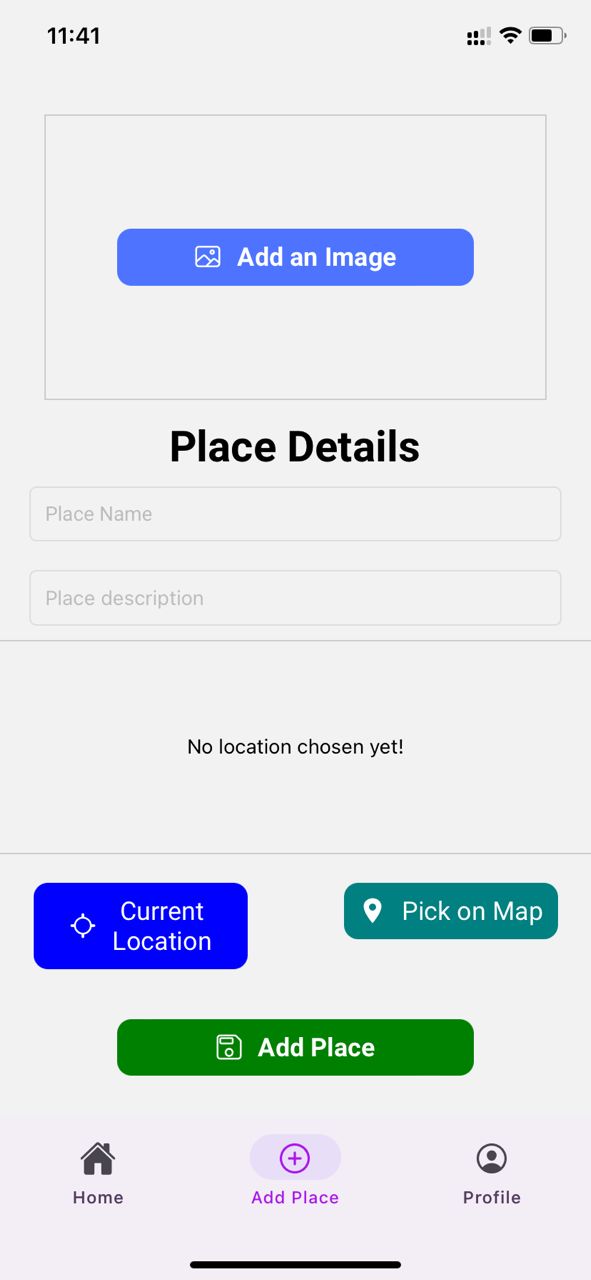 11:41
Add an Image
Place Details
Place Name
Place description
No location chosen yet!
Current
Location
Pick on Map
Add Place
Home
Add Place
Profile